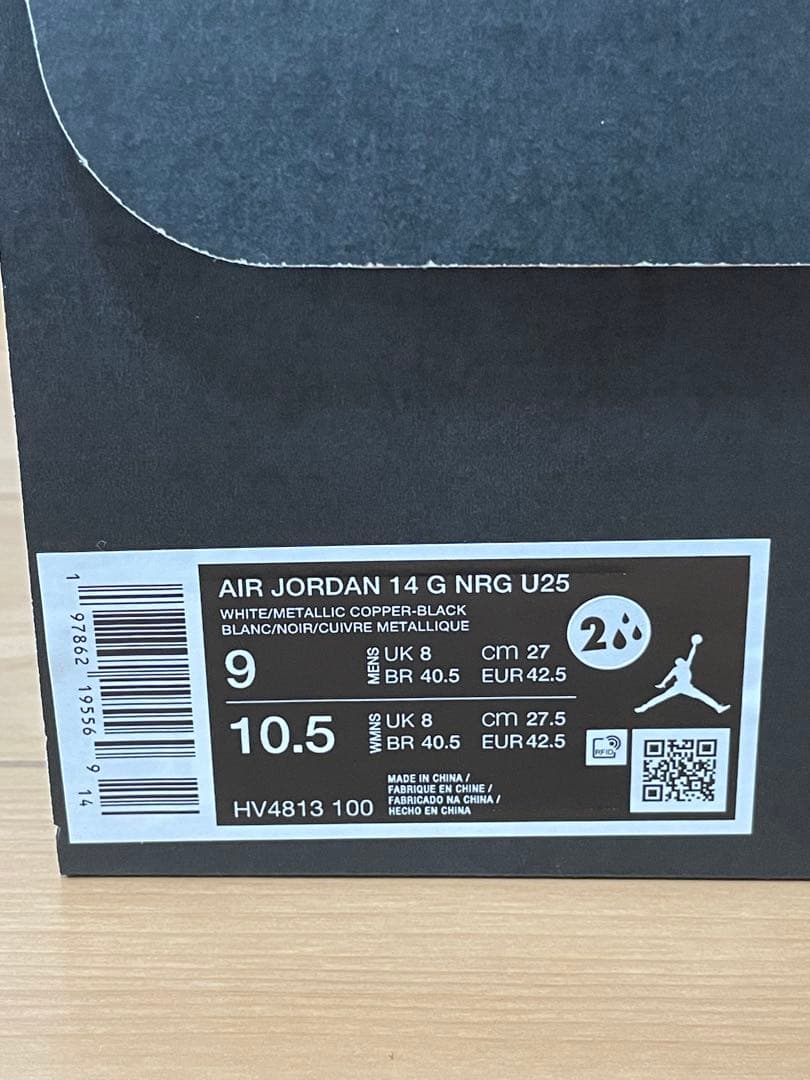 AIR JORDAN 14 G NRG U25
WHITE/METALLIC COPPER-BLACK
BLANC/NOIR/CUIVRE METALLIQUE
2
9 MENS UK 8 cm 27
BR 40.5 EUR 42.5
10.5 WMNS UK 8 cm 27.5
BR 40.5 EUR 42.5
RFID
HV4813 100
MADE IN CHINA /
FABRIQUE EN CHINE /
FABRICADO NA CHINA /
HECHO EN CHINA
1 97862 19556 9 14